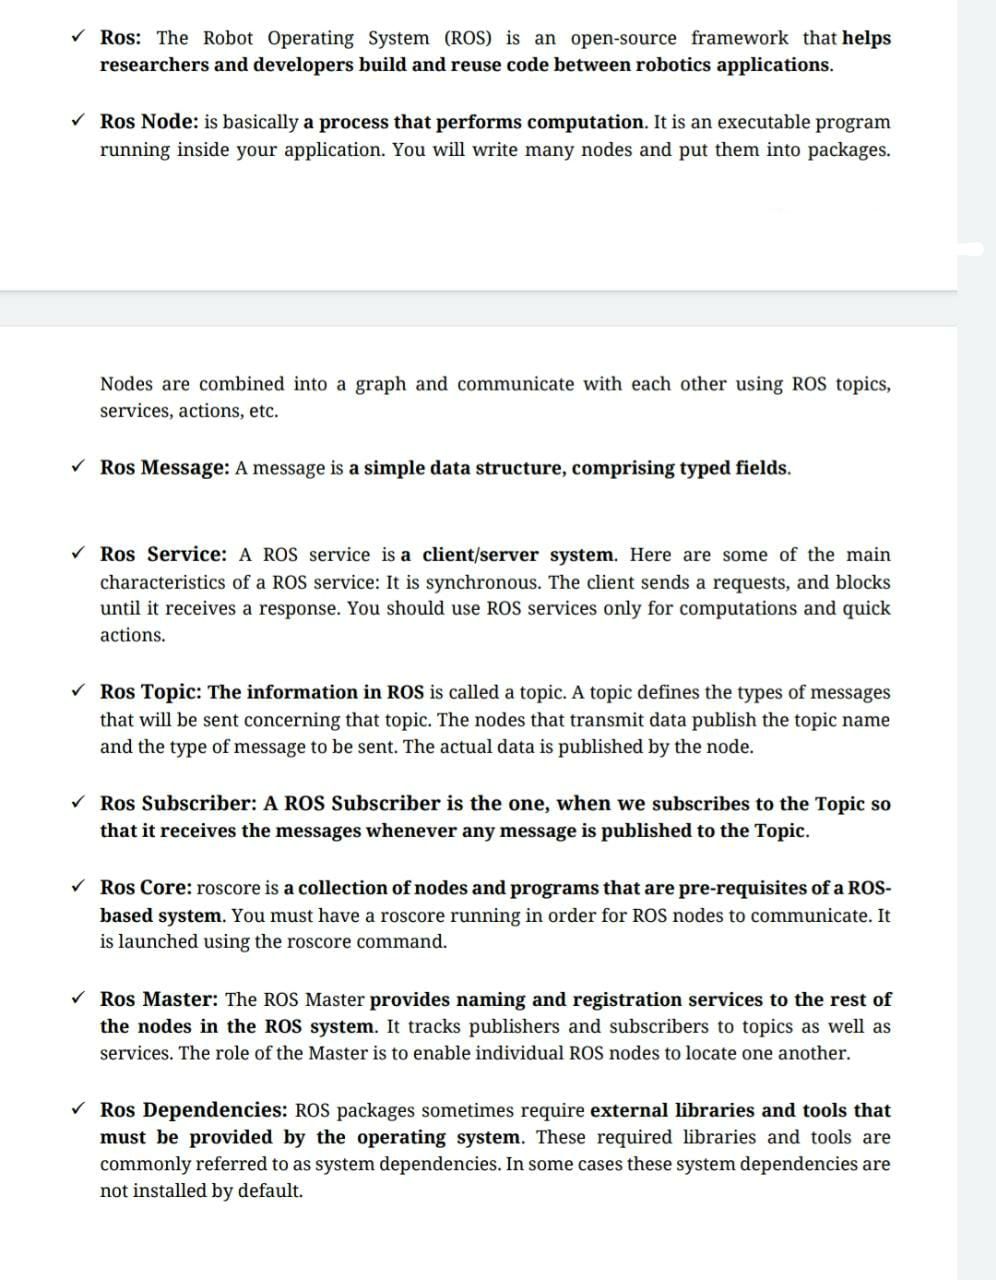 ✓ Ros: The Robot Operating System (ROS) is an open-source framework that helps
researchers and developers build and reuse code between robotics applications.
✓ Ros Node: is basically a process that performs computation. It is an executable program
running inside your application. You will write many nodes and put them into packages.
Nodes are combined into a graph and communicate with each other using ROS topics,
services, actions, etc.
✓ Ros Message: A message is a simple data structure, comprising typed fields.
✓ Ros Service: A ROS service is a client/server system. Here are some of the main
characteristics of a ROS service: It is synchronous. The client sends a requests, and blocks
until it receives a response. You should use ROS services only for computations and quick
actions.
✓ Ros Topic: The information in ROS is called a topic. A topic defines the types of messages
that will be sent concerning that topic. The nodes that transmit data publish the topic name
and the type of message to be sent. The actual data is published by the node.
✓ Ros Subscriber: A ROS Subscriber is the one, when we subscribes to the Topic so
that it receives the messages whenever any message is published to the Topic.
✓ Ros Core: roscore is a collection of nodes and programs that are pre-requisites of a ROS-
based system. You must have a roscore running in order for ROS nodes to communicate. It
is launched using the roscore command.
✓ Ros Master: The ROS Master provides naming and registration services to the rest of
the nodes in the ROS system. It tracks publishers and subscribers to topics as well as
services. The role of the Master is to enable individual ROS nodes to locate one another.
✓ Ros Dependencies: ROS packages sometimes require external libraries and tools that
must be provided by the operating system. These required libraries and tools are
commonly referred to as system dependencies. In some cases these system dependencies are
not installed by default.